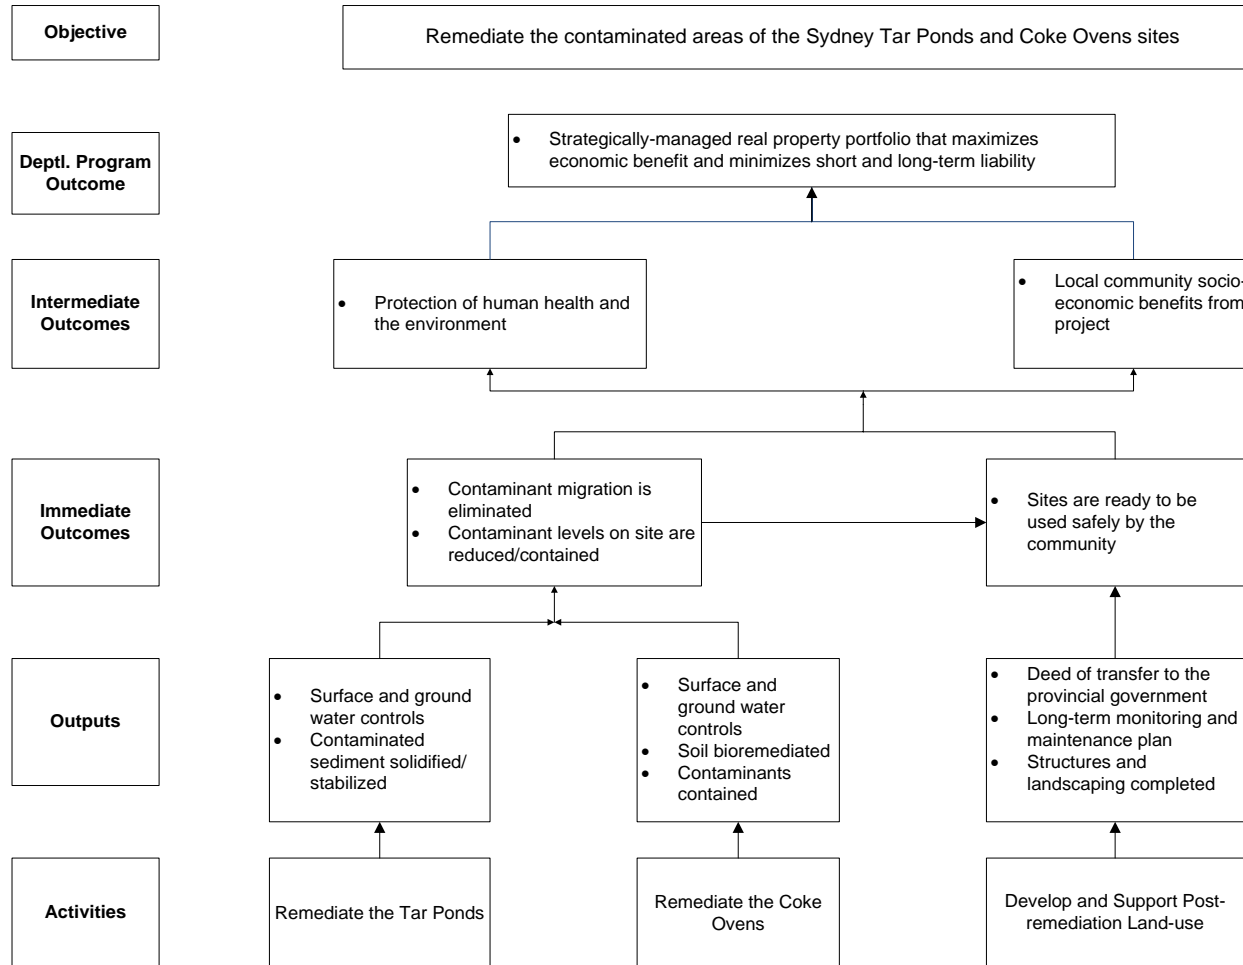 Objective
Remediate the contaminated areas of the Sydney Tar Ponds and Coke Ovens sites
Deptl. Program
Outcome
• Strategically-managed real property portfolio that maximizes
economic benefit and minimizes short and long-term liability
Intermediate
Outcomes
• Protection of human health and
the environment
• Local community socio-
economic benefits from
project
Immediate
Outcomes
• Contaminant migration is
eliminated
• Contaminant levels on site are
reduced/contained
• Sites are ready to be
used safely by the
community
Outputs
• Surface and ground
water controls
• Contaminated
sediment solidified/
stabilized
• Surface and
ground water
controls
• Soil bioremediated
• Contaminants
contained
• Deed of transfer to the
provincial government
• Long-term monitoring and
maintenance plan
• Structures and
landscaping completed
Activities
Remediate the Tar Ponds
Remediate the Coke
Ovens
Develop and Support Post-
remediation Land-use